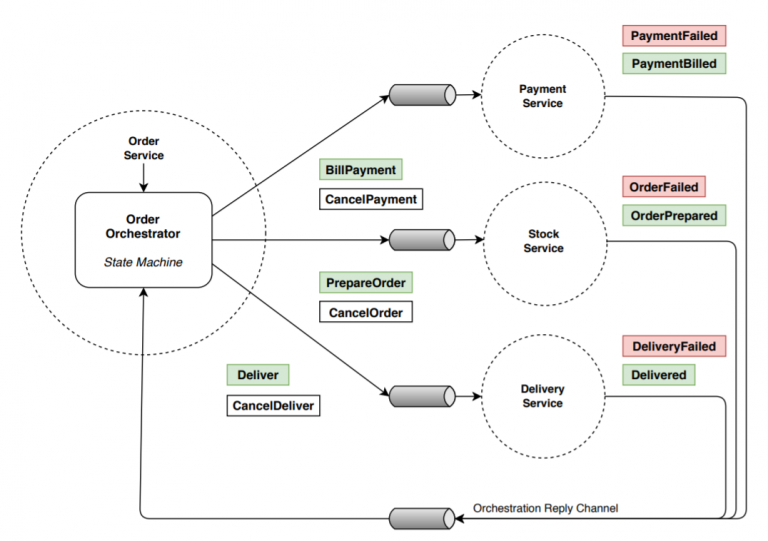 PaymentFailed
PaymentBilled
Payment
Service
Order
Service
BillPayment
CancelPayment
OrderFailed
OrderPrepared
Order
Orchestrator
State Machine
Stock
Service
PrepareOrder
CancelOrder
DeliveryFailed
Delivered
Deliver
CancelDeliver
Delivery
Service
Orchestration Reply Channel